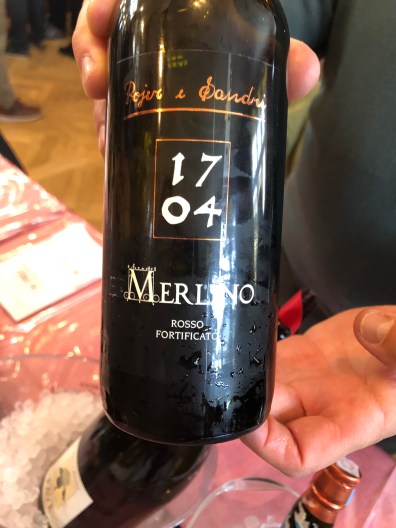 Pojer e Sandri
17
04
MERLINO
ROSSO
FORTIFICATO